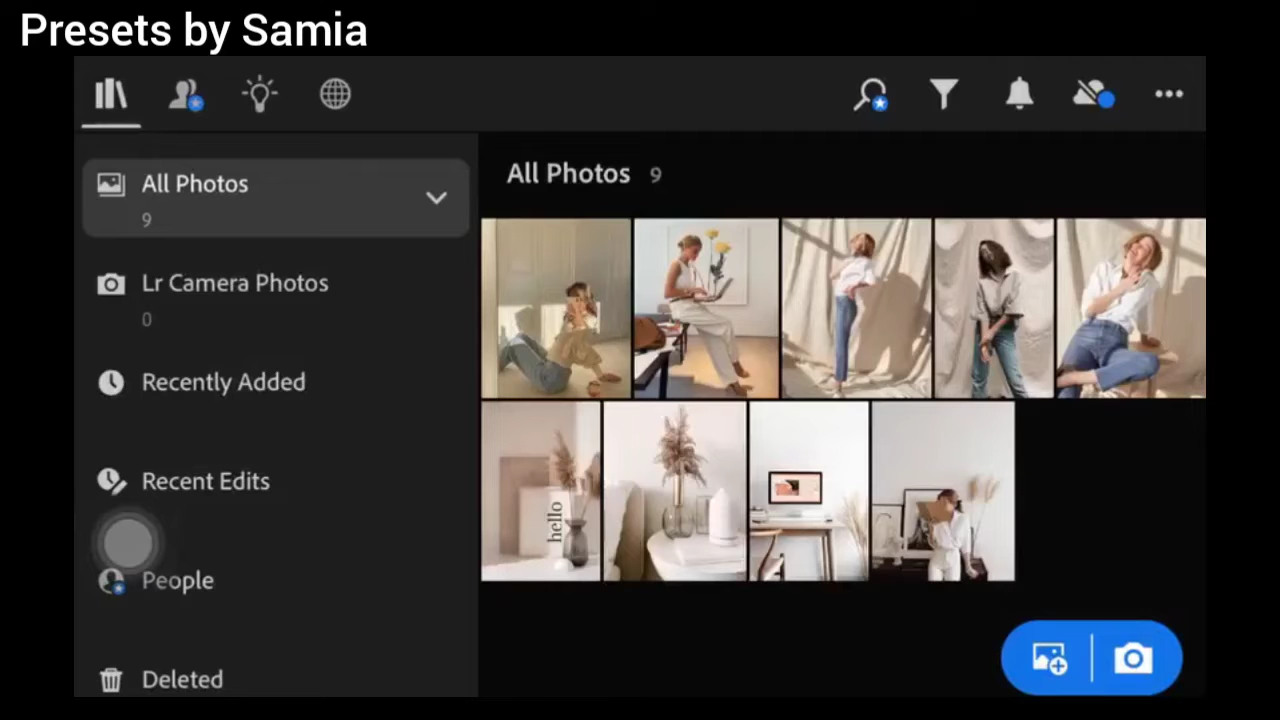 Presets by Samia
All Photos
9
Lr Camera Photos
0
Recently Added
Recent Edits
People
Deleted
All Photos 9
hello